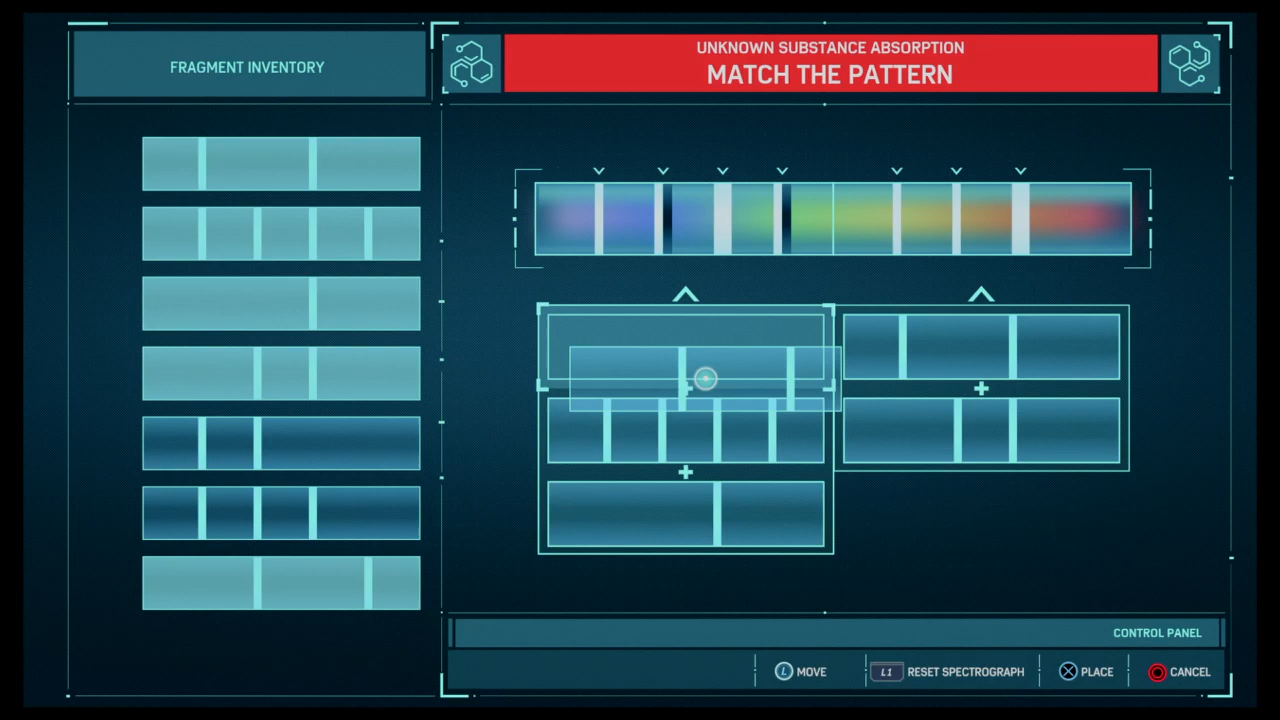 FRAGMENT INVENTORY
UNKNOWN SUBSTANCE ABSORPTION
MATCH THE PATTERN
CONTROL PANEL
L MOVE
L1 RESET SPECTROGRAPH
PLACE
CANCEL